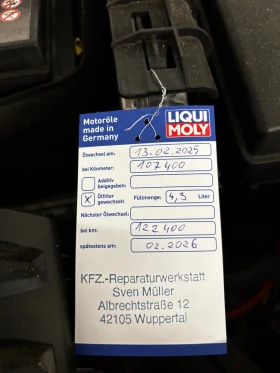 Motoröle
made in
Germany
LIQUI
MOLY
Ölwechsel am: 13.02.2025
bei Kilometer: 107400
Additiv
beigegeben:
X Ölfilter
gewechselt: Füllmenge: 4,3 Liter
Nächster Ölwechsel:
bei km: 122400
spätestens am: 02.2026
KFZ.-Reparaturwerkstatt
Sven Müller
Albrechtstraße 12
42105 Wuppertal